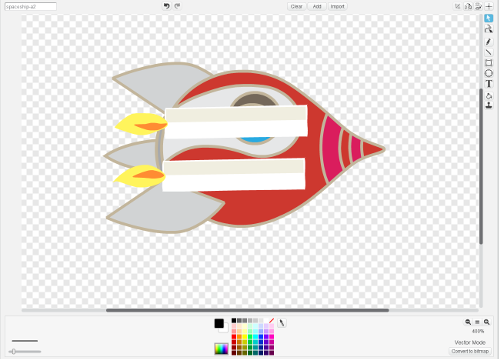 spaceship-a2
Clear
Add
Import
T
400%
Vector Mode
Convert to bitmap